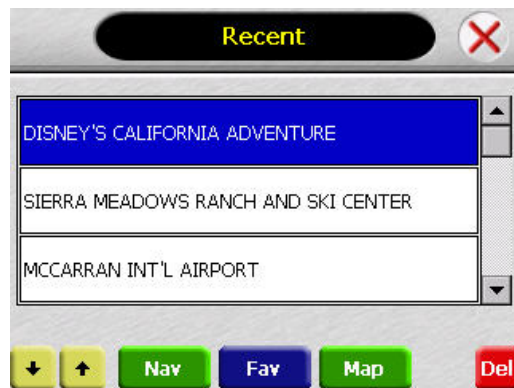 Recent
DISNEY'S CALIFORNIA ADVENTURE
SIERRA MEADOWS RANCH AND SKI CENTER
MCCARRAN INT'L AIRPORT
Nav Fav Map Del